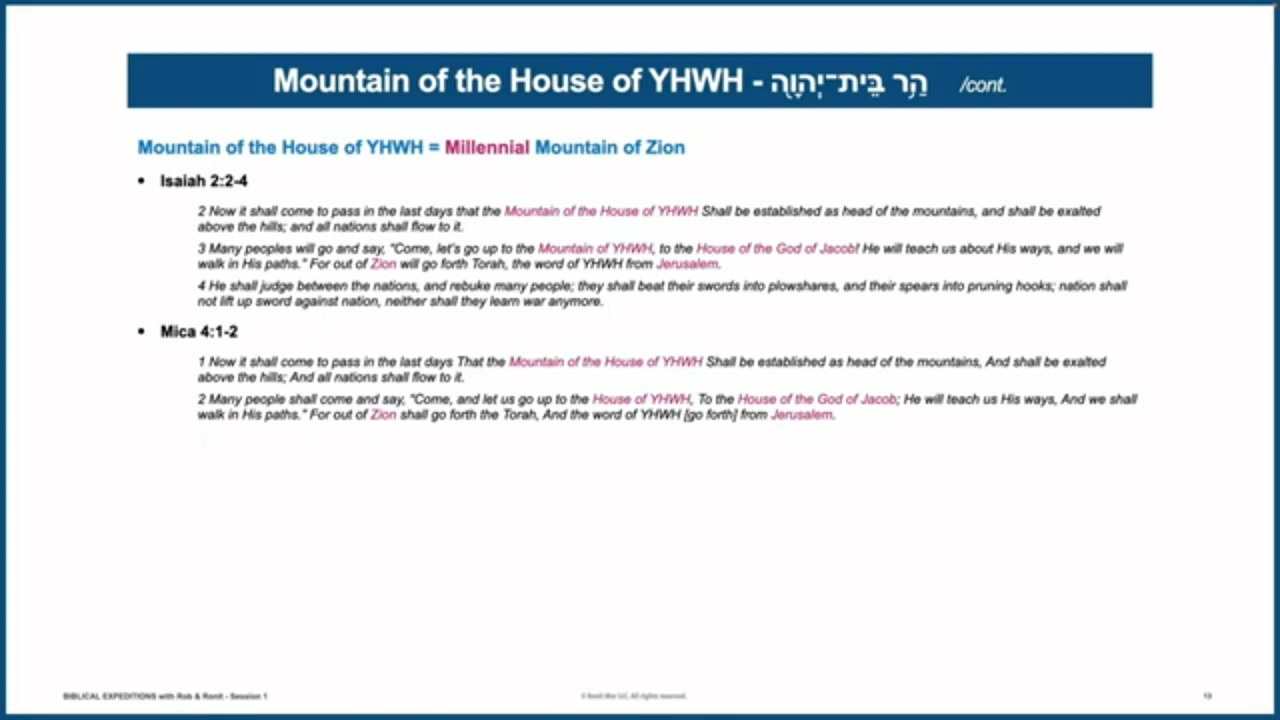 Mountain of the House of YHWH - הַ֥ר בֵּית־יְהוָ֖ה /cont.
Mountain of the House of YHWH = Millennial Mountain of Zion
• Isaiah 2:2-4
2 Now it shall come to pass in the last days that the Mountain of the House of YHWH Shall be established as head of the mountains, and shall be exalted
above the hills; and all nations shall flow to it.
3 Many peoples will go and say, "Come, let's go up to the Mountain of YHWH, to the House of the God of Jacob! He will teach us about His ways, and we will
walk in His paths." For out of Zion will go forth Torah, the word of YHWH from Jerusalem.
4 He shall judge between the nations, and rebuke many people; they shall beat their swords into plowshares, and their spears into pruning hooks; nation shall
not lift up sword against nation, neither shall they learn war anymore.
• Mica 4:1-2
1 Now it shall come to pass in the last days That the Mountain of the House of YHWH Shall be established as head of the mountains, And shall be exalted
above the hills; And all nations shall flow to it.
2 Many people shall come and say, "Come, and let us go up to the House of YHWH, To the House of the God of Jacob; He will teach us His ways, And we shall
walk in His paths." For out of Zion shall go forth the Torah, And the word of YHWH [go forth] from Jerusalem.
BIBLICAL EXPEDITIONS with Rob & Ronit - Session 1
© Ronit Mor LLC. All rights reserved.
19